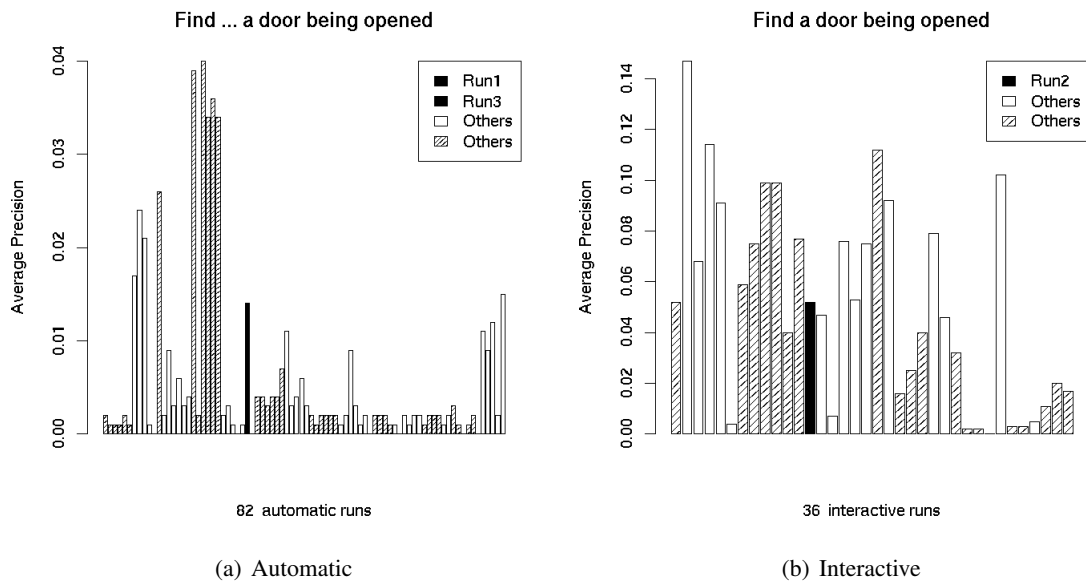 Find ... a door being opened
Average Precision
0.00
0.01
0.02
0.03
0.04
Run1
Run3
Others
Others
82 automatic runs
(a) Automatic
Find a door being opened
Average Precision
0.00
0.02
0.04
0.06
0.08
0.10
0.12
0.14
Run2
Others
Others
36 interactive runs
(b) Interactive